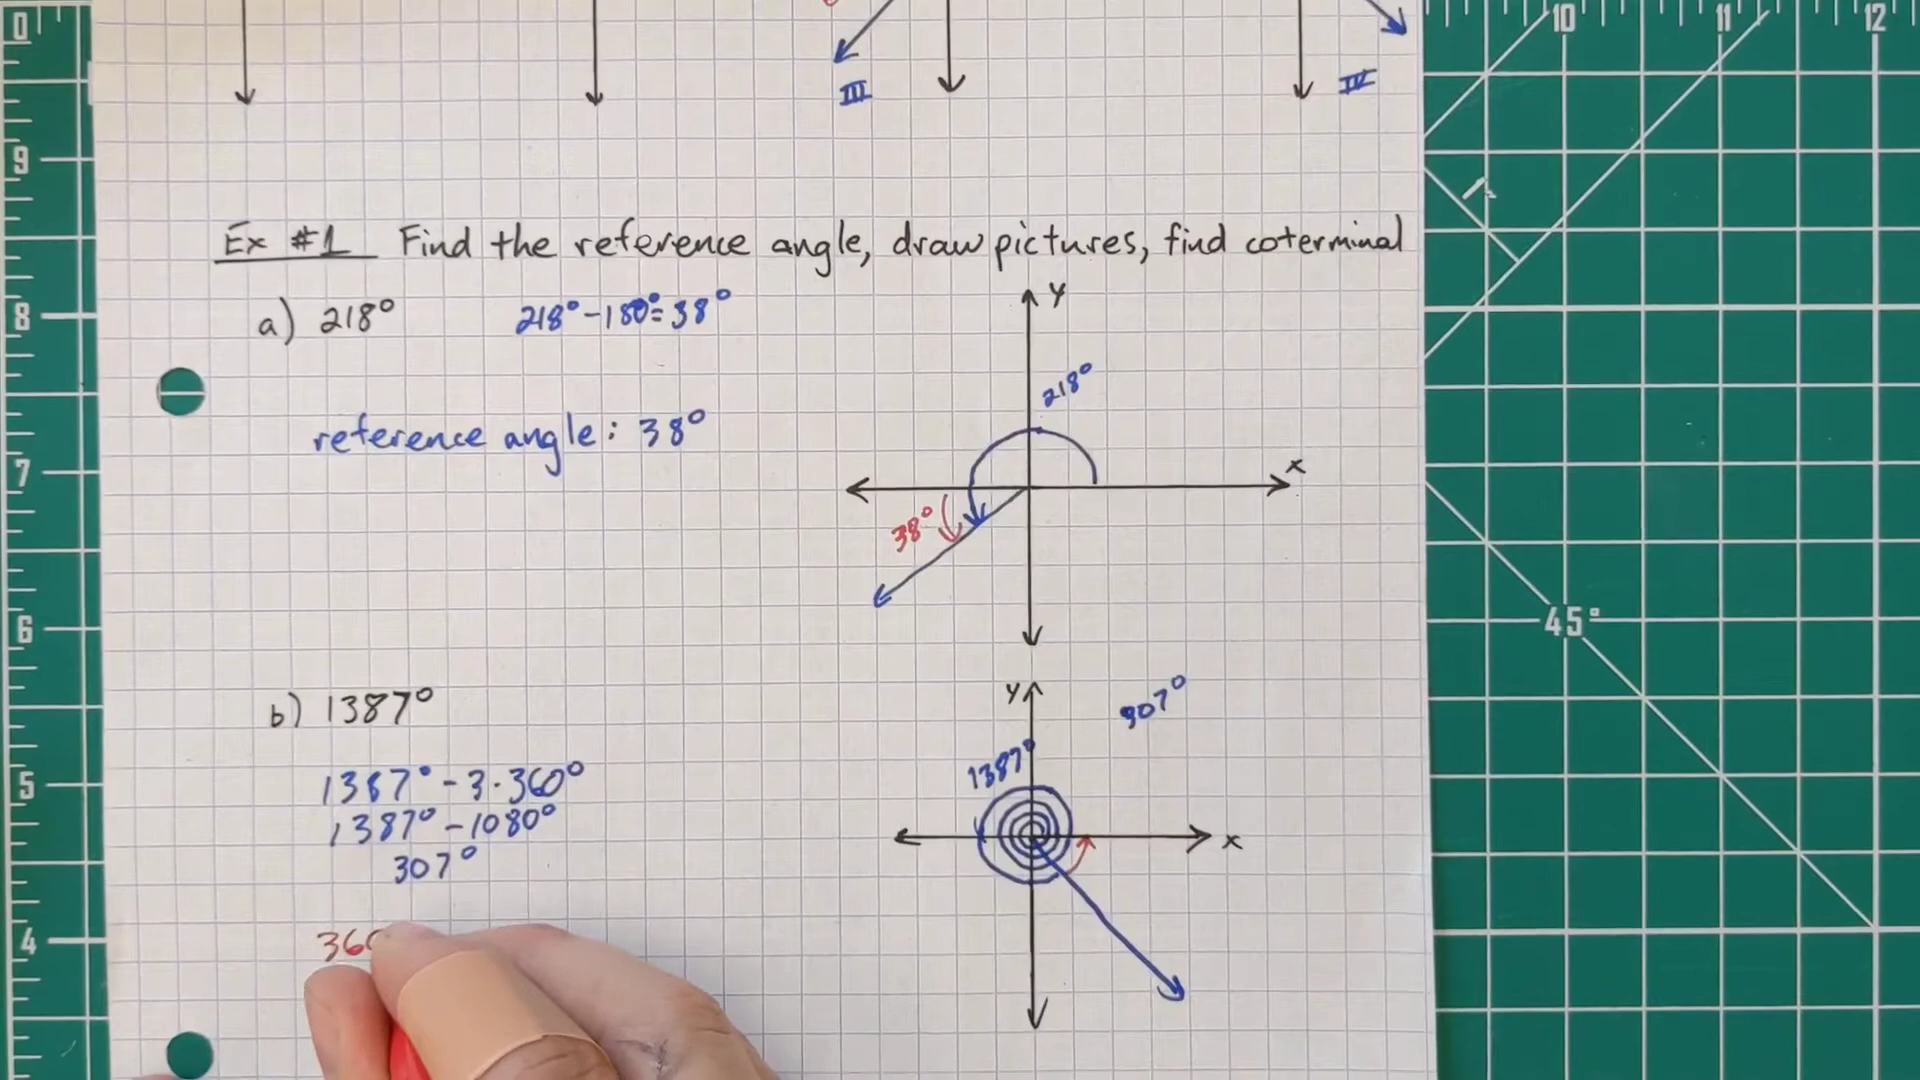 0
10
11
12
III
IV
9
Ex #1 Find the reference angle, draw pictures, find coterminal
8
a) 218° 218° - 180° = 38°
y
218°
reference angle: 38°
7
x
38°
6
45°
b) 1387°
y
907°
1387°
5
1387° - 3·360°
1387° - 1080°
x
307°
4
360